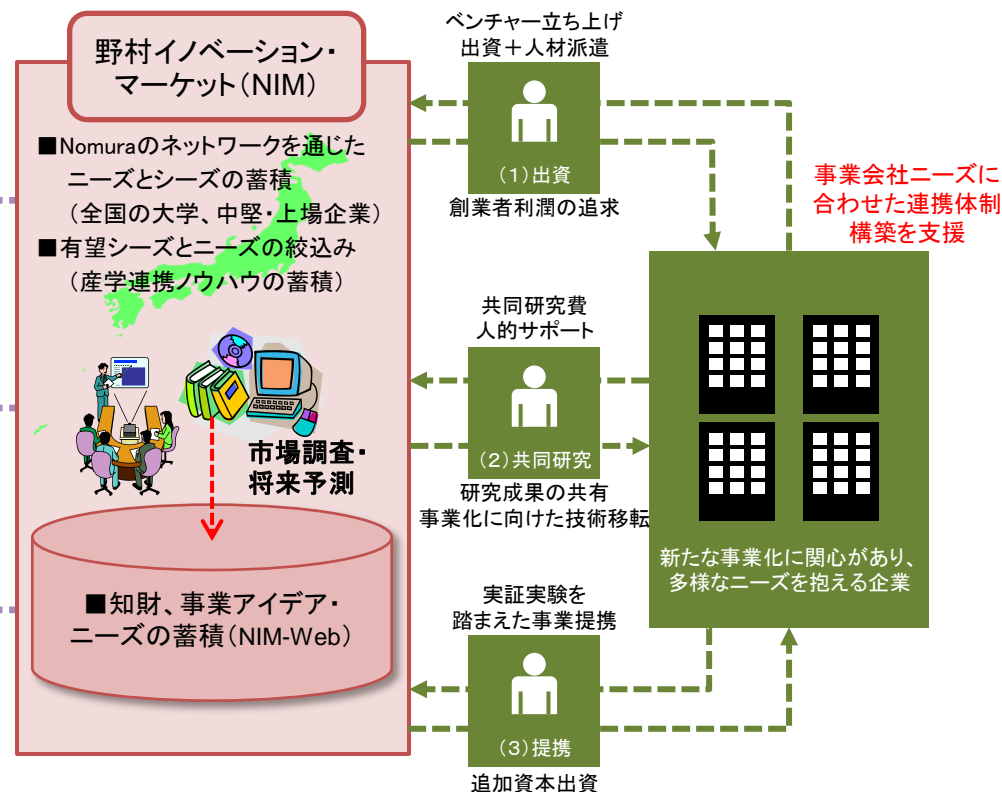 野村イノベーション・
マーケット（NIM）
■Nomuraのネットワークを通じた
ニーズとシーズの蓄積
（全国の大学、中堅・上場企業）
■有望シーズとニーズの絞込み
（産学連携ノウハウの蓄積）
市場調査・
将来予測
■知財、事業アイデア・
ニーズの蓄積（NIM-Web）
ベンチャー立ち上げ
出資＋人材派遣
（１）出資
創業者利潤の追求
共同研究費
人的サポート
（２）共同研究
研究成果の共有
事業化に向けた技術移転
実証実験を
踏まえた事業提携
（３）提携
追加資本出資
事業会社ニーズに
合わせた連携体制
構築を支援
新たな事業化に関心があり、
多様なニーズを抱える企業